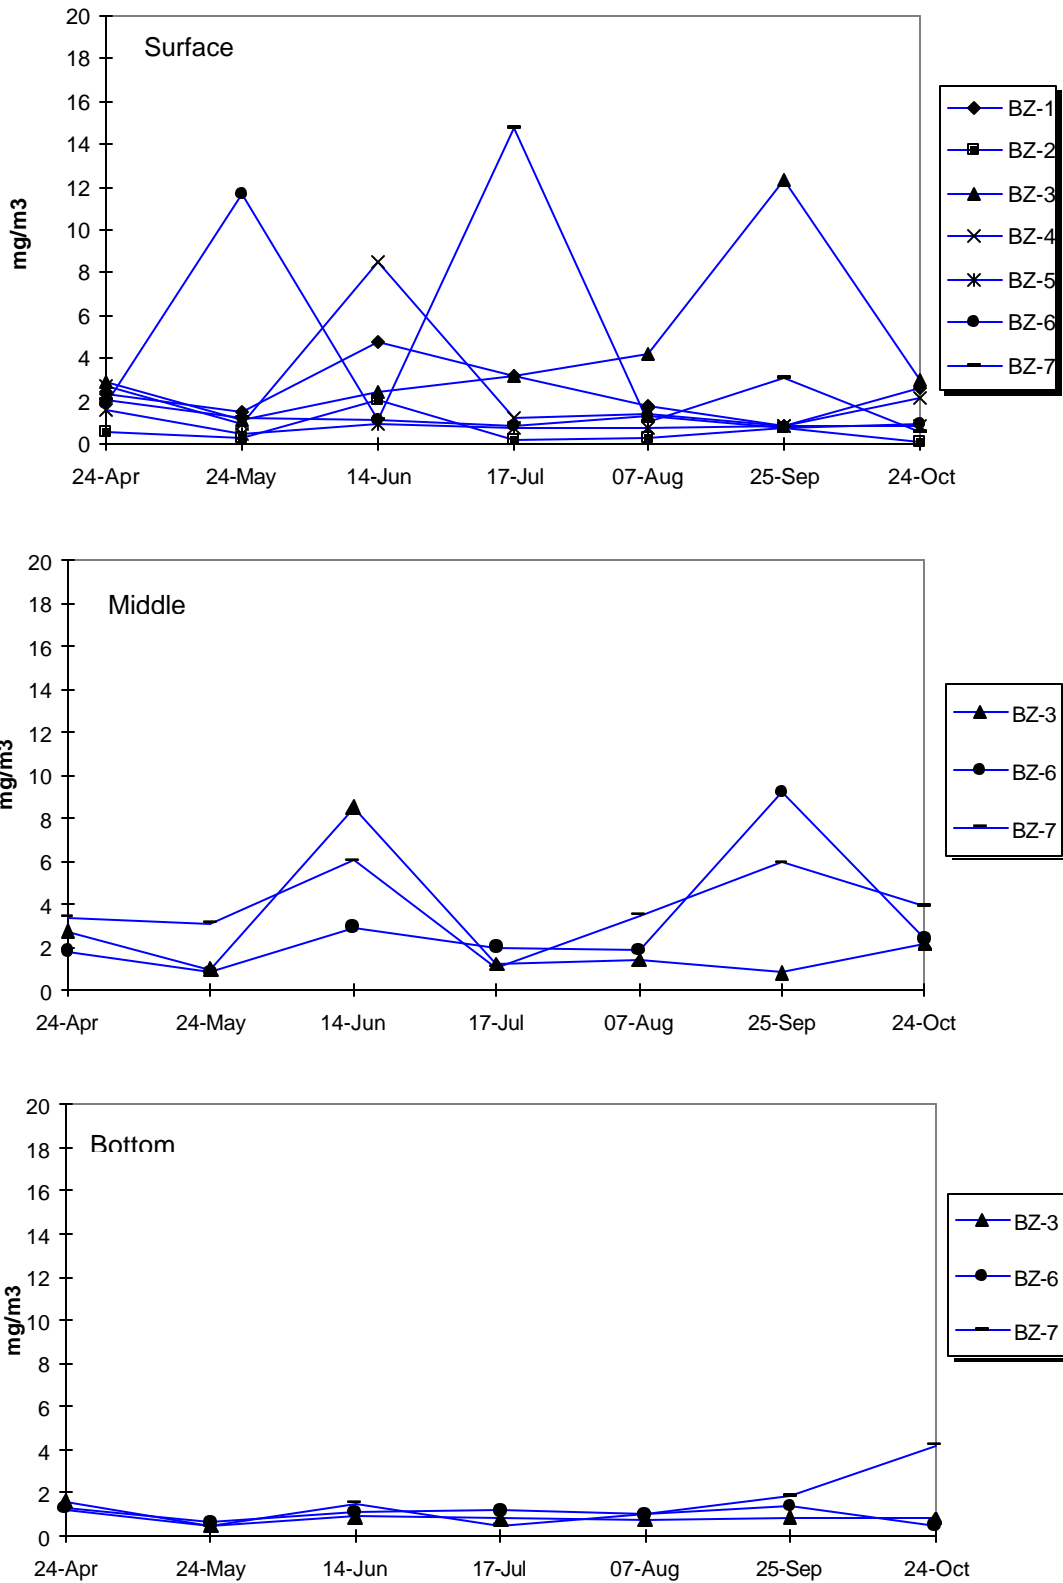 20
Surface
18
16
14
12
10
8
6
4
2
0
mg/m3
24-Apr 24-May 14-Jun 17-Jul 07-Aug 25-Sep 24-Oct
BZ-1
BZ-2
BZ-3
BZ-4
BZ-5
BZ-6
BZ-7
20
Middle
18
16
14
12
10
8
6
4
2
0
mg/m3
24-Apr 24-May 14-Jun 17-Jul 07-Aug 25-Sep 24-Oct
BZ-3
BZ-6
BZ-7
20
Bottom
18
16
14
12
10
8
6
4
2
0
mg/m3
24-Apr 24-May 14-Jun 17-Jul 07-Aug 25-Sep 24-Oct
BZ-3
BZ-6
BZ-7